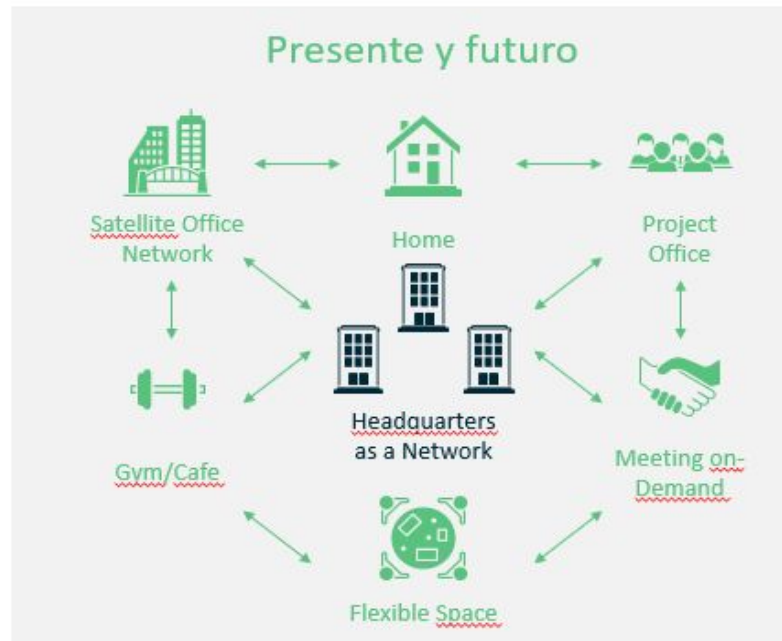 Presente y futuro
Satellite Office
Network
Home
Project
Office
Headquarters
as a Network
Gym/Cafe
Meeting on-
Demand
Flexible Space